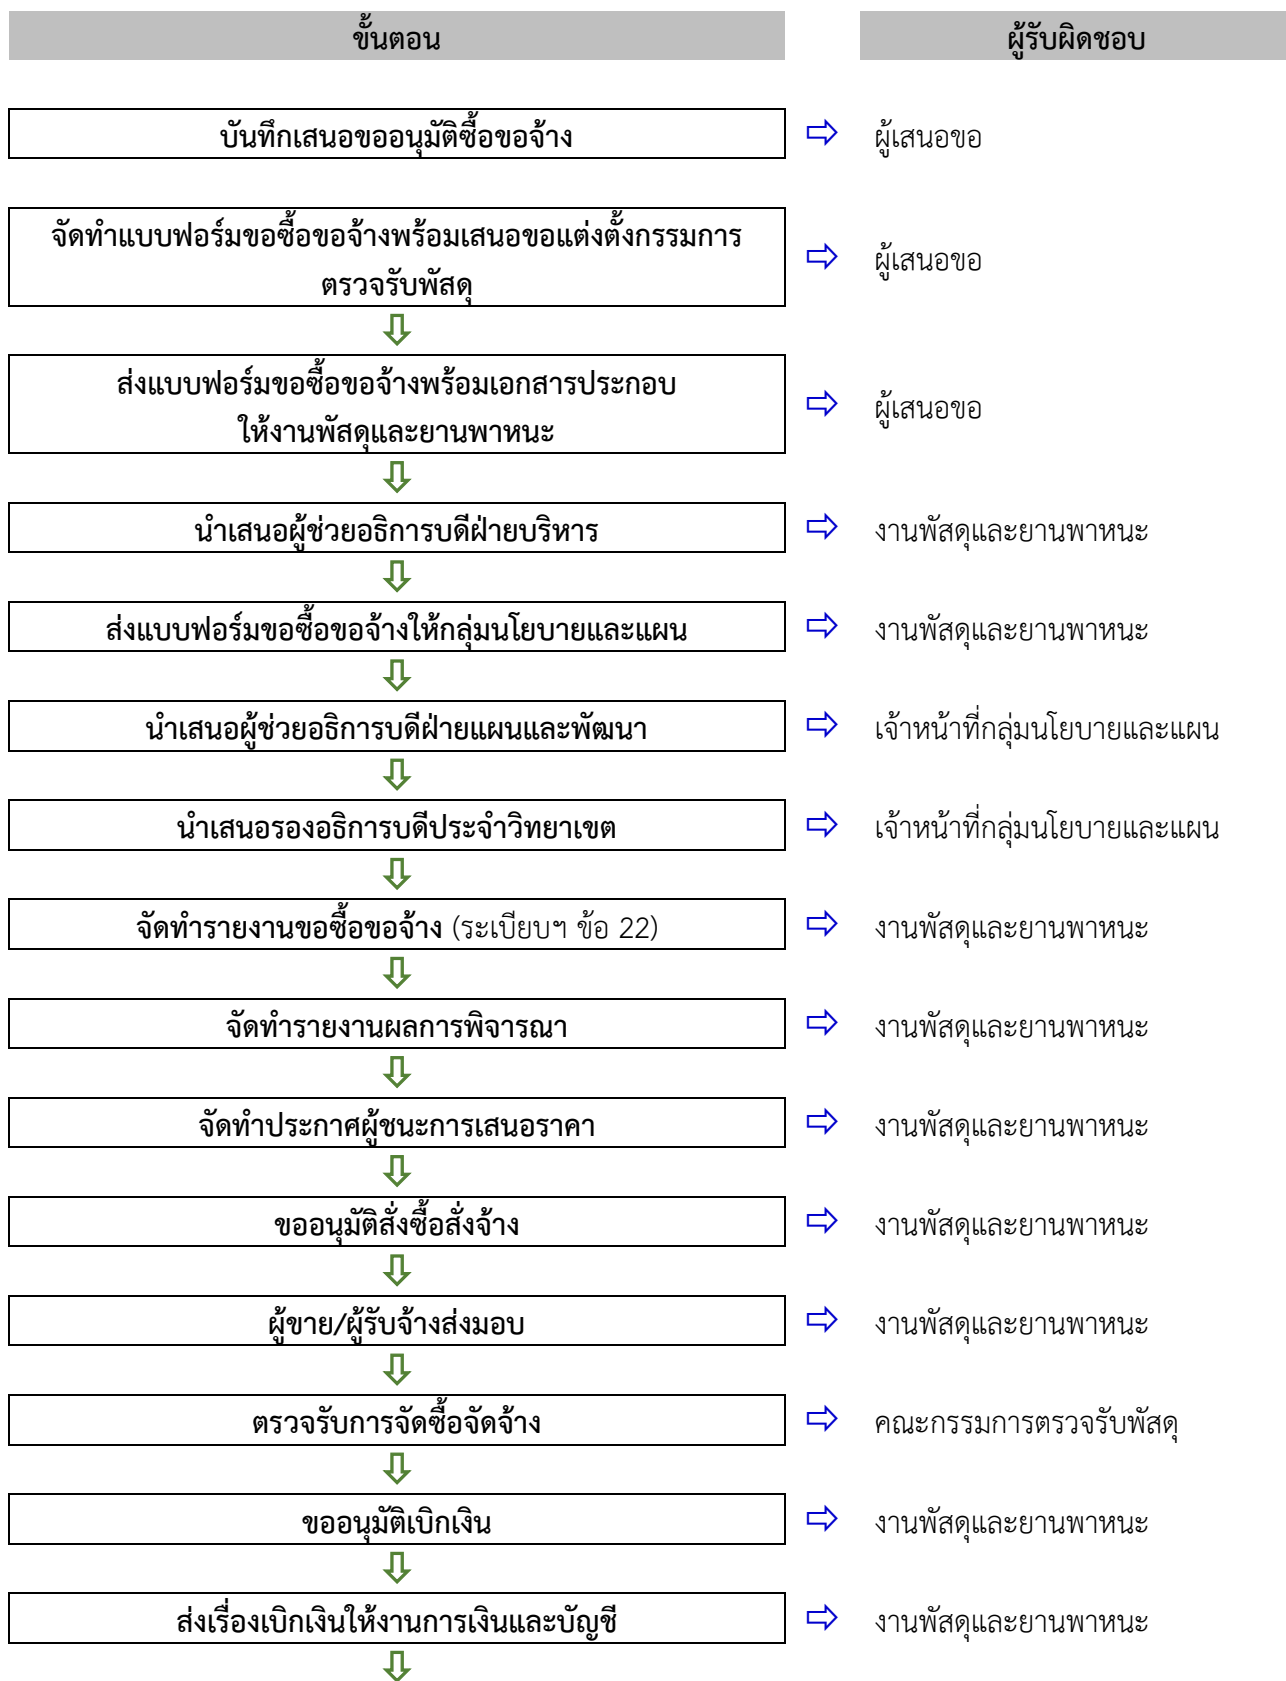 ขั้นตอน ผู้รับผิดชอบ
บันทึกเสนอขออนุมัติซื้อขอจ้าง ผู้เสนอขอ
จัดทำแบบฟอร์มขอซื้อขอจ้างพร้อมเสนอขอแต่งตั้งกรรมการ
ตรวจรับพัสดุ
ผู้เสนอขอ
ส่งแบบฟอร์มขอซื้อขอจ้างพร้อมเอกสารประกอบ
ให้งานพัสดุและยานพาหนะ
ผู้เสนอขอ
นำเสนอผู้ช่วยอธิการบดีฝ่ายบริหาร งานพัสดุและยานพาหนะ
ส่งแบบฟอร์มขอซื้อขอจ้างให้กลุ่มนโยบายและแผน งานพัสดุและยานพาหนะ
นำเสนอผู้ช่วยอธิการบดีฝ่ายแผนและพัฒนา เจ้าหน้าที่กลุ่มนโยบายและแผน
นำเสนอรองอธิการบดีประจำวิทยาเขต เจ้าหน้าที่กลุ่มนโยบายและแผน
จัดทำรายงานขอซื้อขอจ้าง (ระเบียบฯ ข้อ 22) งานพัสดุและยานพาหนะ
จัดทำรายงานผลการพิจารณา งานพัสดุและยานพาหนะ
จัดทำประกาศผู้ชนะการเสนอราคา งานพัสดุและยานพาหนะ
ขออนุมัติสั่งซื้อสั่งจ้าง งานพัสดุและยานพาหนะ
ผู้ขาย/ผู้รับจ้างส่งมอบ งานพัสดุและยานพาหนะ
ตรวจรับการจัดซื้อจัดจ้าง คณะกรรมการตรวจรับพัสดุ
ขออนุมัติเบิกเงิน งานพัสดุและยานพาหนะ
ส่งเรื่องเบิกเงินให้งานการเงินและบัญชี งานพัสดุและยานพาหนะ